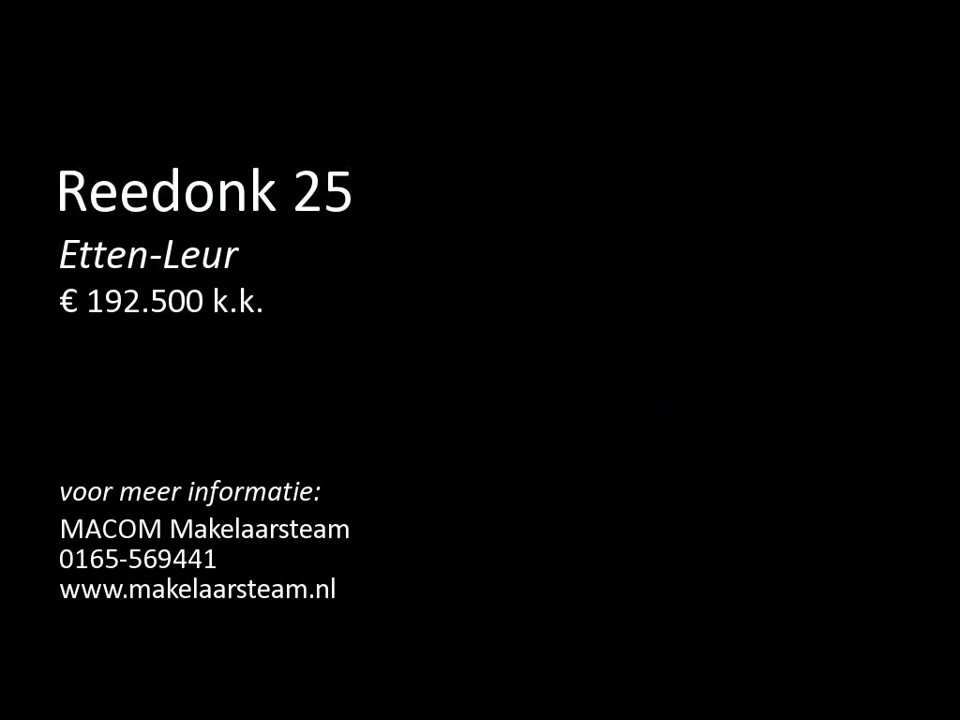 Reedonk 25
Etten-Leur
€ 192.500 k.k.
voor meer informatie:
MACOM Makelaarsteam
0165-569441
www.makelaarsteam.nl